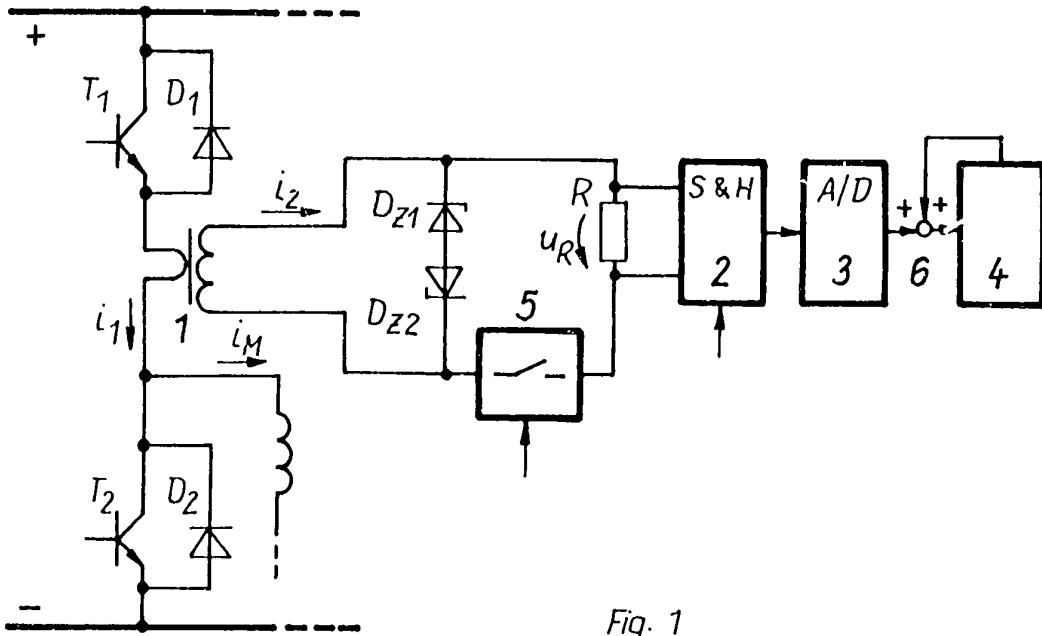 +
T1 D1
i2
DZ1
R
uR
S & H
2
A/D
3
+ +
6
4
i1 1
DZ2
5
iM
T2 D2
−
Fig. 1